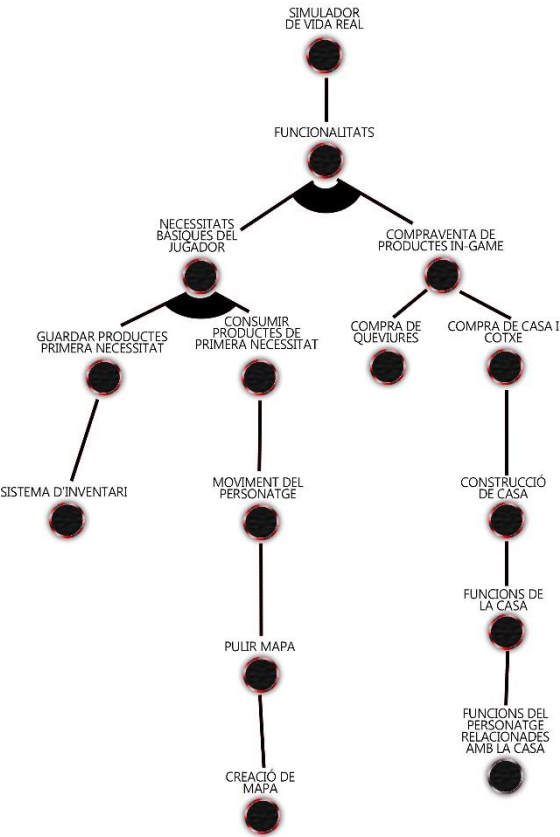 SIMULADOR
DE VIDA REAL
FUNCIONALITATS
NECESSITATS
BASIQUES DEL
JUGADOR
COMPRAVENTA DE
PRODUCTES IN-GAME
GUARDAR PRODUCTES
PRIMERA NECESSITAT
CONSUMIR
PRODUCTES DE
PRIMERA NECESSITAT
COMPRA DE
QUEVIURES
COMPRA DE CASA I
COTXE
SISTEMA D'INVENTARI
MOVIMENT DEL
PERSONATGE
CONSTRUCCIÓ
DE CASA
FUNCIONS DE
LA CASA
PULIR MAPA
FUNCIONS DEL
PERSONATGE
RELACIONADES
AMB LA CASA
CREACIÓ DE
MAPA